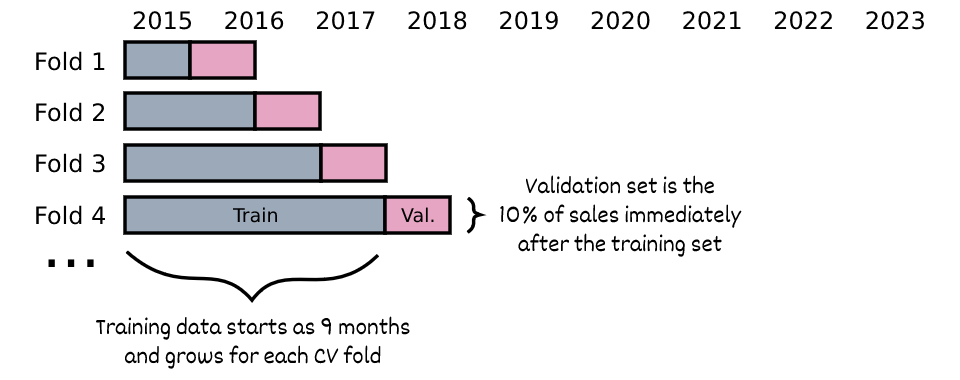 2015 2016 2017 2018 2019 2020 2021 2022 2023
Fold 1
Fold 2
Fold 3
Fold 4 Train Val.
Validation set is the
10% of sales immediately
after the training set
...
Training data starts as 9 months
and grows for each CV fold